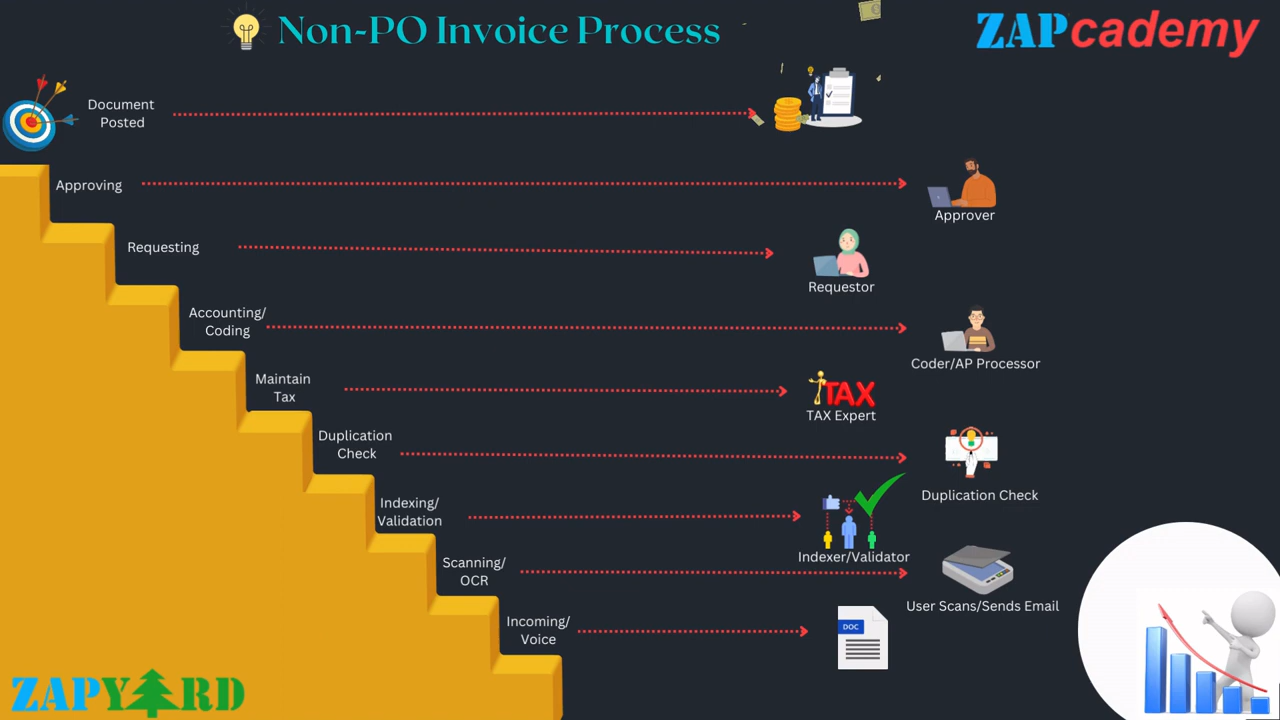 Non-PO Invoice Process
ZAPcademy
Document
Posted
Approving
Approver
Requesting
Requestor
Accounting/
Coding
Coder/AP Processor
Maintain
Tax
TAX
TAX Expert
Duplication
Check
Duplication Check
Indexing/
Validation
Indexer/Validator
Scanning/
OCR
User Scans/Sends Email
Incoming/
Voice
DOC
ZAPYARD